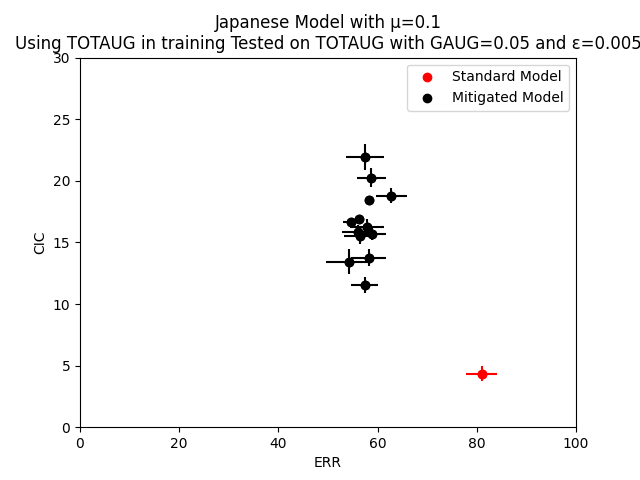 Japanese Model with μ=0.1
Using TOTAUG in training Tested on TOTAUG with GAUG=0.05 and ε=0.005
Standard Model
Mitigated Model
30
25
20
15
10
5
0
CIC
0 20 40 60 80 100
ERR